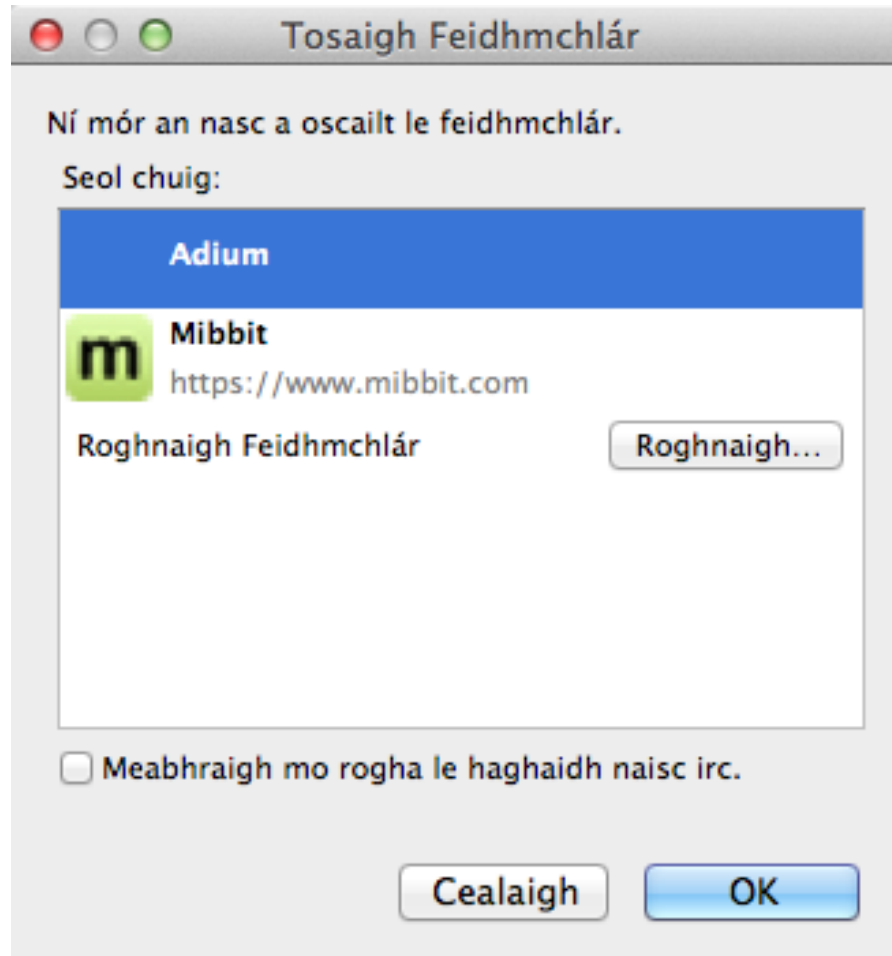 Tosaigh Feidhmchlár
Ní mór an nasc a oscailt le feidhmchlár.
Seol chuig:
Adium
m
Mibbit
https://www.mibbit.com
Roghnaigh Feidhmchlár Roghnaigh...
Meabhraigh mo rogha le haghaidh naisc irc.
Cealaigh OK